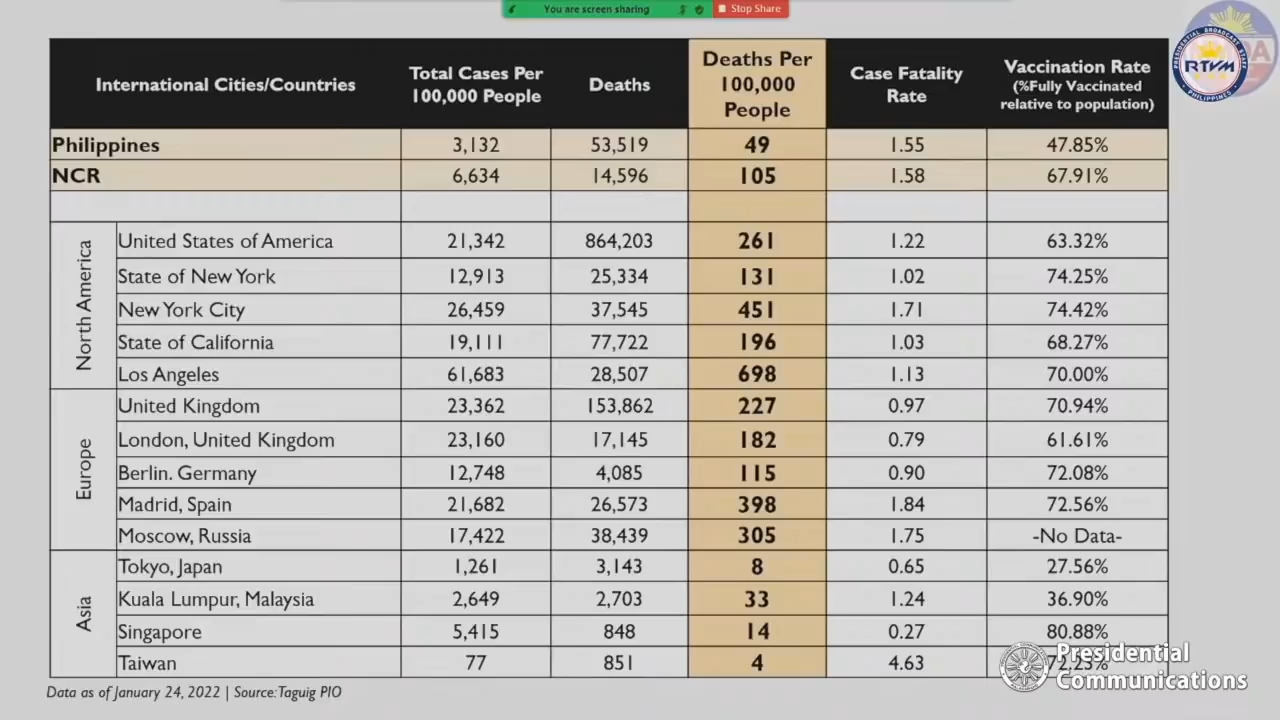 You are screen sharing Stop Share
International Cities/Countries Total Cases Per 100,000 People Deaths Deaths Per 100,000 People Case Fatality Rate Vaccination Rate (%Fully Vaccinated relative to population)
Philippines 3,132 53,519 49 1.55 47.85%
NCR 6,634 14,596 105 1.58 67.91%
North America
United States of America 21,342 864,203 261 1.22 63.32%
State of New York 12,913 25,334 131 1.02 74.25%
New York City 26,459 37,545 451 1.71 74.42%
State of California 19,111 77,722 196 1.03 68.27%
Los Angeles 61,683 28,507 698 1.13 70.00%
Europe
United Kingdom 23,362 153,862 227 0.97 70.94%
London, United Kingdom 23,160 17,145 182 0.79 61.61%
Berlin. Germany 12,748 4,085 115 0.90 72.08%
Madrid, Spain 21,682 26,573 398 1.84 72.56%
Moscow, Russia 17,422 38,439 305 1.75 -No Data-
Asia
Tokyo, Japan 1,261 3,143 8 0.65 27.56%
Kuala Lumpur, Malaysia 2,649 2,703 33 1.24 36.90%
Singapore 5,415 848 14 0.27 80.88%
Taiwan 77 851 4 4.63
Data as of January 24, 2022 | Source: Taguig PIO
PRESIDENTIAL BROADCAST STAFF
RTVM
PHILIPPINES
Presidential
Communications